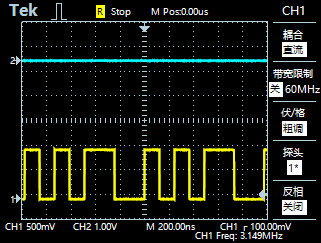 Tek R Stop M Pos:0.00us CH1
耦合
直流
带宽限制
关 60MHz
伏/格
粗调
探头
1*
反相
关闭
2
1
CH1 500mV CH2 1.00V M 200.00ns CH1 r 100.00mV
CH1 Freq: 3.149MHz